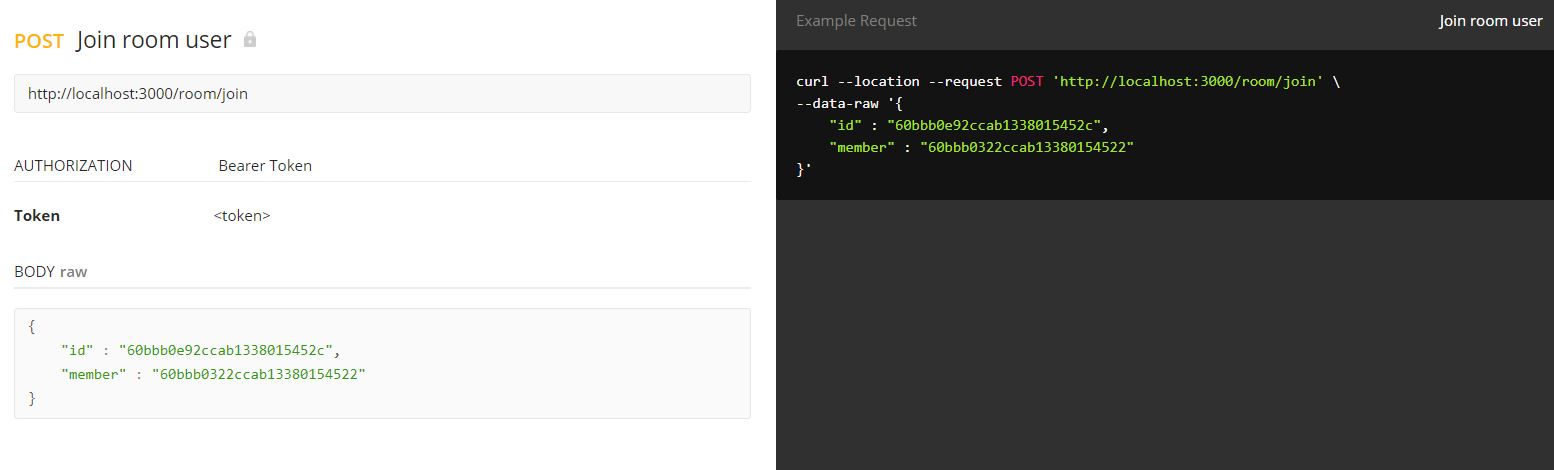 POST Join room user
http://localhost:3000/room/join
AUTHORIZATION Bearer Token
Token <token>
BODY raw
{
"id" : "60bbb0e92ccab1338015452c",
"member" : "60bbb0322ccab13380154522"
}
Example Request Join room user
curl --location --request POST 'http://localhost:3000/room/join' \
--data-raw '{
"id" : "60bbb0e92ccab1338015452c",
"member" : "60bbb0322ccab13380154522"
}'